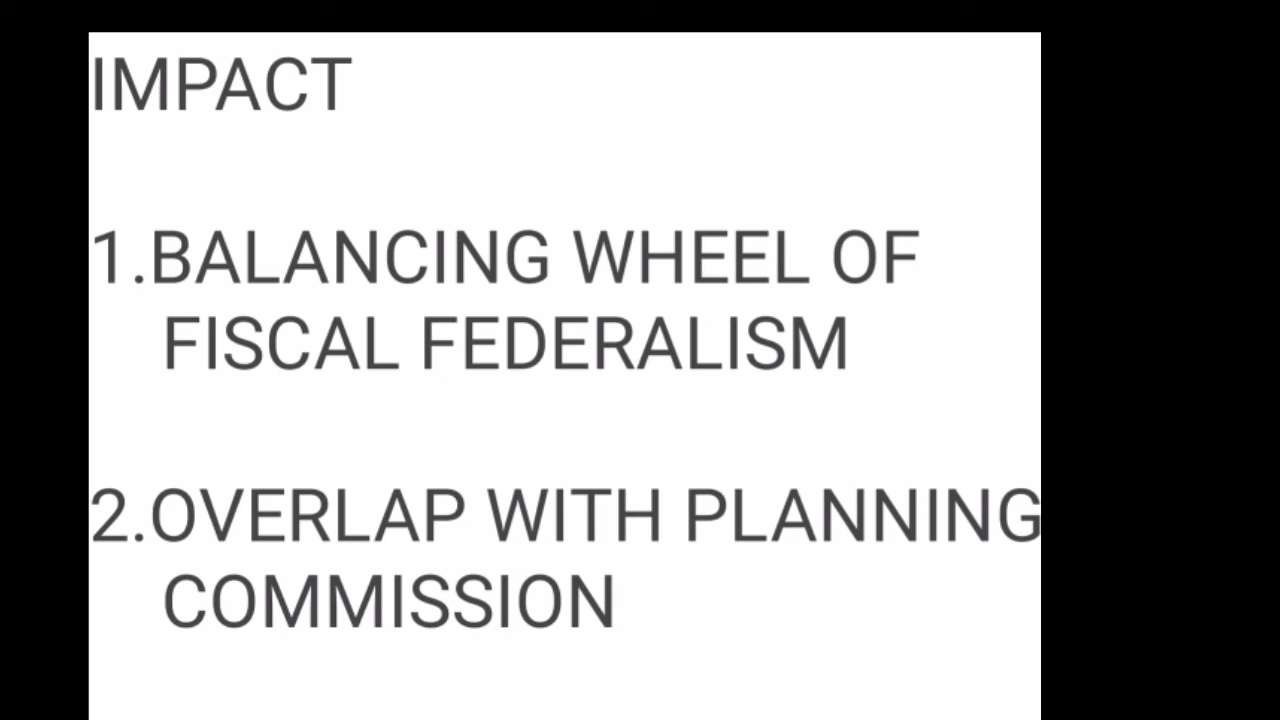 IMPACT
1.BALANCING WHEEL OF
FISCAL FEDERALISM
2.OVERLAP WITH PLANNING
COMMISSION